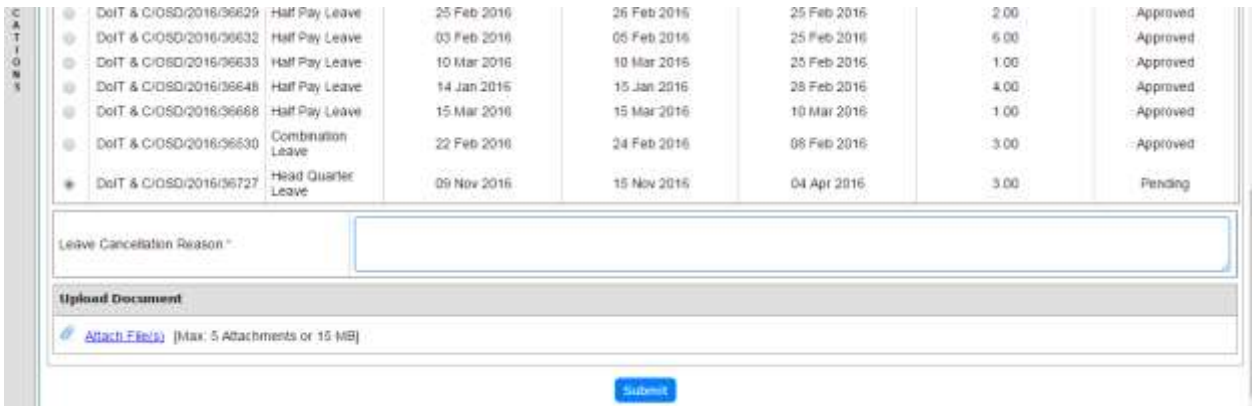 CATIONS
DoIT & C/OSD/2016/36629 Half Pay Leave 25 Feb 2016 26 Feb 2016 25 Feb 2016 2.00 Approved
DoIT & C/OSD/2016/36632 Half Pay Leave 03 Feb 2016 05 Feb 2016 25 Feb 2016 6.00 Approved
DoIT & C/OSD/2016/36633 Half Pay Leave 10 Mar 2016 10 Mar 2016 25 Feb 2016 1.00 Approved
DoIT & C/OSD/2016/36648 Half Pay Leave 14 Jan 2016 15 Jan 2016 28 Feb 2016 4.00 Approved
DoIT & C/OSD/2016/36668 Half Pay Leave 15 Mar 2016 15 Mar 2016 10 Mar 2016 1.00 Approved
DoIT & C/OSD/2016/36530 Combination Leave 22 Feb 2016 24 Feb 2016 08 Feb 2016 3.00 Approved
DoIT & C/OSD/2016/36727 Head Quarter Leave 09 Nov 2016 15 Nov 2016 04 Apr 2016 3.00 Pending
Leave Cancellation Reason *
Upload Document
Attach File(s) [Max: 5 Attachments or 15 MB]
Submit